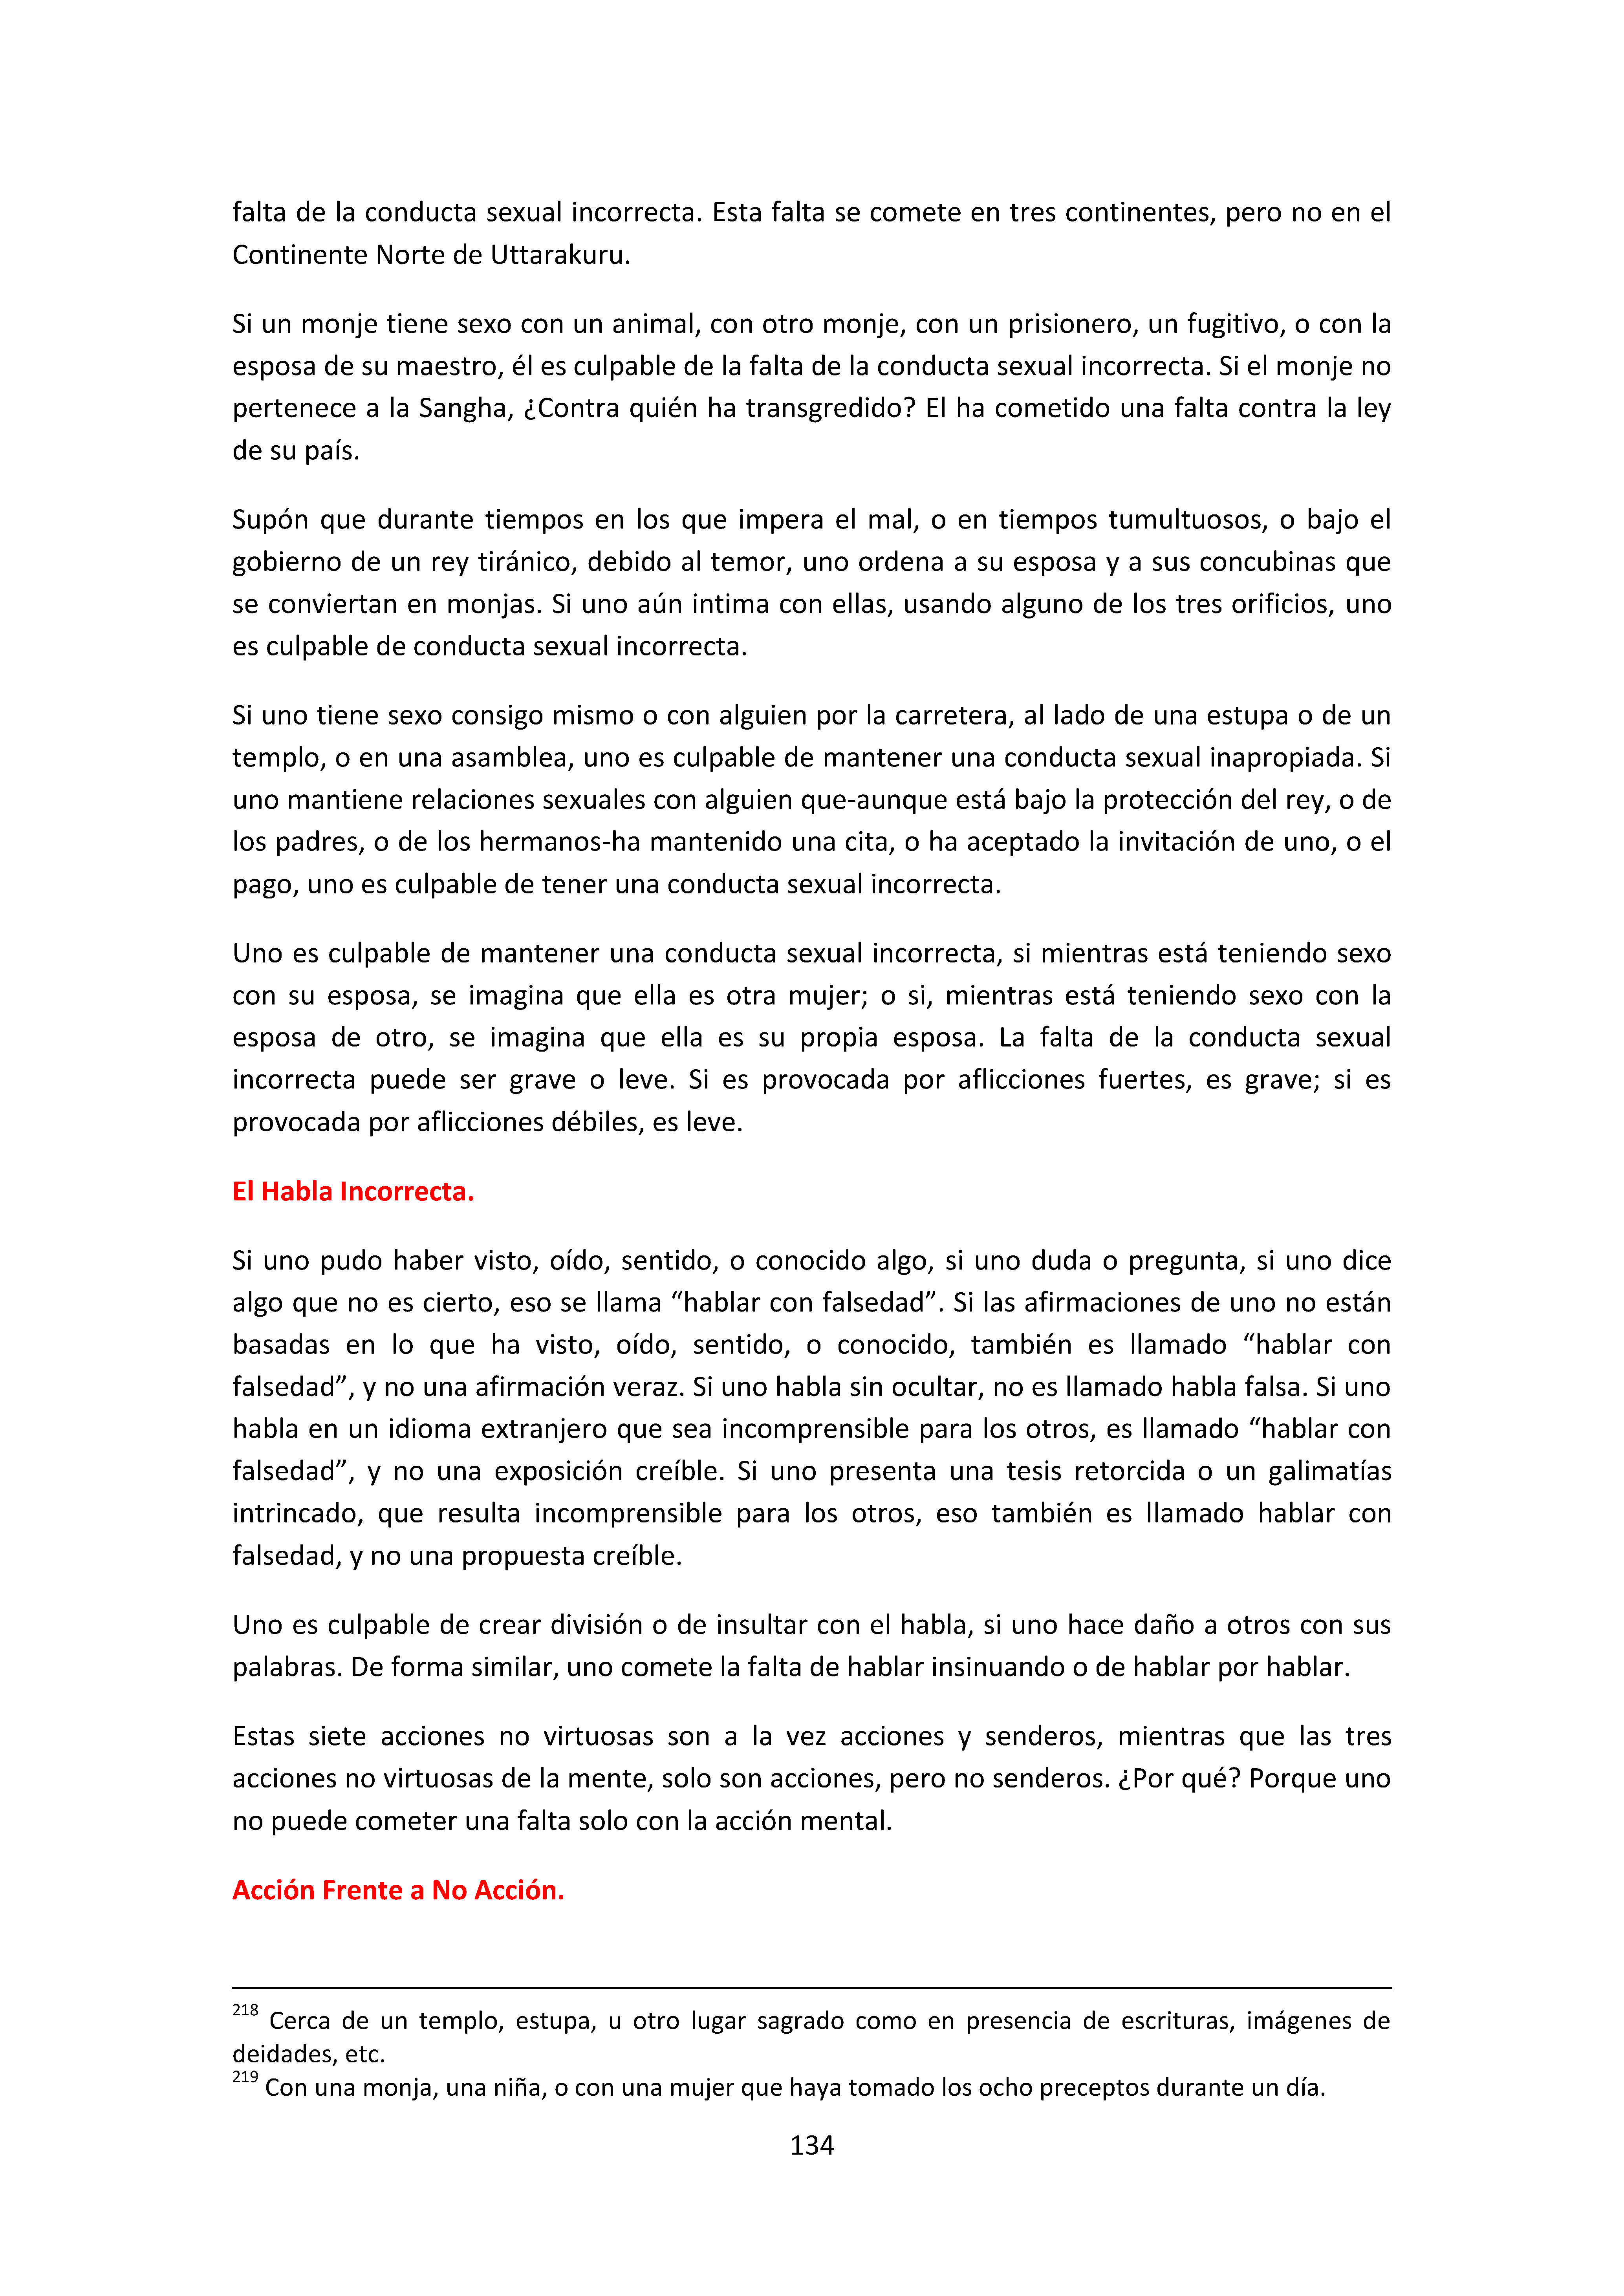 falta de la conducta sexual incorrecta. Esta falta se comete en tres continentes, pero no en el
Continente Norte de Uttarakuru.
Si un monje tiene sexo con un animal, con otro monje, con un prisionero, un fugitivo, o con la
esposa de su maestro, él es culpable de la falta de la conducta sexual incorrecta. Si el monje no
pertenece a la Sangha, ¿Contra quién ha transgredido? El ha cometido una falta contra la ley
de su país.
Supón que durante tiempos en los que impera el mal, o en tiempos tumultuosos, o bajo el
gobierno de un rey tiránico, debido al temor, uno ordena a su esposa y a sus concubinas que
se conviertan en monjas. Si uno aún intima con ellas, usando alguno de los tres orificios, uno
es culpable de conducta sexual incorrecta.
Si uno tiene sexo consigo mismo o con alguien por la carretera, al lado de una estupa o de un
templo, o en una asamblea, uno es culpable de mantener una conducta sexual inapropiada. Si
uno mantiene relaciones sexuales con alguien que-aunque está bajo la protección del rey, o de
los padres, o de los hermanos-ha mantenido una cita, o ha aceptado la invitación de uno, o el
pago, uno es culpable de tener una conducta sexual incorrecta.
Uno es culpable de mantener una conducta sexual incorrecta, si mientras está teniendo sexo
con su esposa, se imagina que ella es otra mujer; o si, mientras está teniendo sexo con la
esposa de otro, se imagina que ella es su propia esposa. La falta de la conducta sexual
incorrecta puede ser grave o leve. Si es provocada por aflicciones fuertes, es grave; si es
provocada por aflicciones débiles, es leve.
El Habla Incorrecta.
Si uno pudo haber visto, oído, sentido, o conocido algo, si uno duda o pregunta, si uno dice
algo que no es cierto, eso se llama “hablar con falsedad”. Si las afirmaciones de uno no están
basadas en lo que ha visto, oído, sentido, o conocido, también es llamado “hablar con
falsedad”, y no una afirmación veraz. Si uno habla sin ocultar, no es llamado habla falsa. Si uno
habla en un idioma extranjero que sea incomprensible para los otros, es llamado “hablar con
falsedad”, y no una exposición creíble. Si uno presenta una tesis retorcida o un galimatías
intrincado, que resulta incomprensible para los otros, eso también es llamado hablar con
falsedad, y no una propuesta creíble.
Uno es culpable de crear división o de insultar con el habla, si uno hace daño a otros con sus
palabras. De forma similar, uno comete la falta de hablar insinuando o de hablar por hablar.
Estas siete acciones no virtuosas son a la vez acciones y senderos, mientras que las tres
acciones no virtuosas de la mente, solo son acciones, pero no senderos. ¿Por qué? Porque uno
no puede cometer una falta solo con la acción mental.
Acción Frente a No Acción.
218 Cerca de un templo, estupa, u otro lugar sagrado como en presencia de escrituras, imágenes de
deidades, etc.
219 Con una monja, una niña, o con una mujer que haya tomado los ocho preceptos durante un día.
134